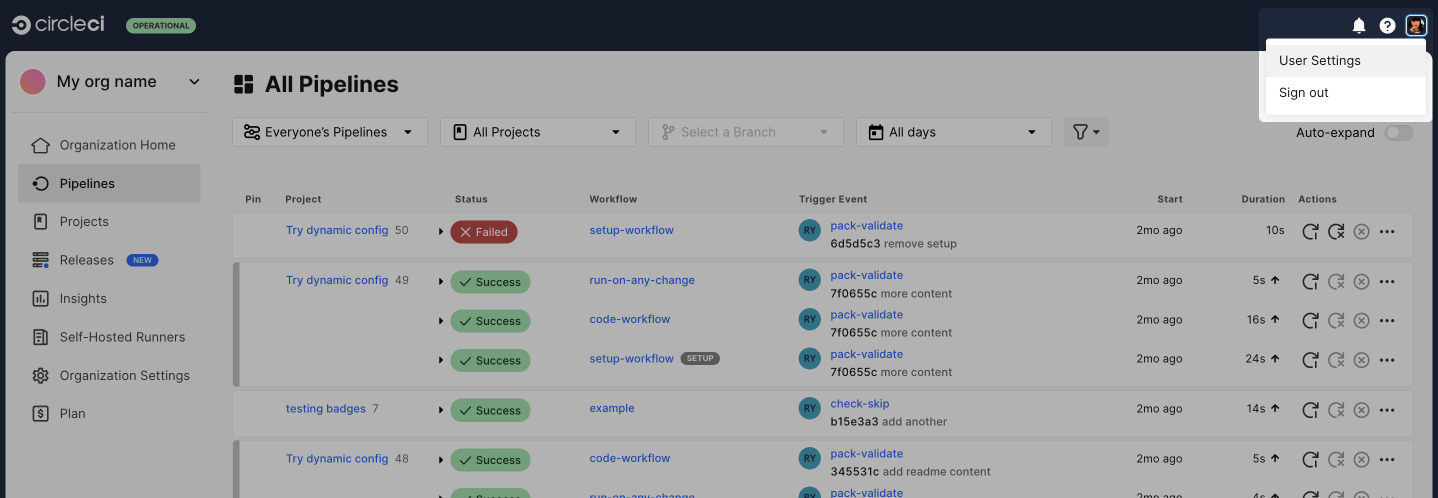 circleci OPERATIONAL
User Settings
Sign out
My org name
Organization Home
Pipelines
Projects
Releases NEW
Insights
Self-Hosted Runners
Organization Settings
Plan
All Pipelines
Everyone’s Pipelines All Projects Select a Branch All days Auto-expand
Pin Project Status Workflow Trigger Event Start Duration Actions
Try dynamic config 50 Failed setup-workflow RY pack-validate 2mo ago 10s
6d5d5c3 remove setup
Try dynamic config 49 Success run-on-any-change RY pack-validate 2mo ago 5s
7f0655c more content
Success code-workflow RY pack-validate 2mo ago 16s
7f0655c more content
Success setup-workflow SETUP RY pack-validate 2mo ago 24s
7f0655c more content
testing badges 7 Success example RY check-skip 2mo ago 14s
b15e3a3 add another
Try dynamic config 48 Success code-workflow RY pack-validate 2mo ago 5s
345531c add readme content
Success run-on-any-change RY pack-validate 2mo ago 4s